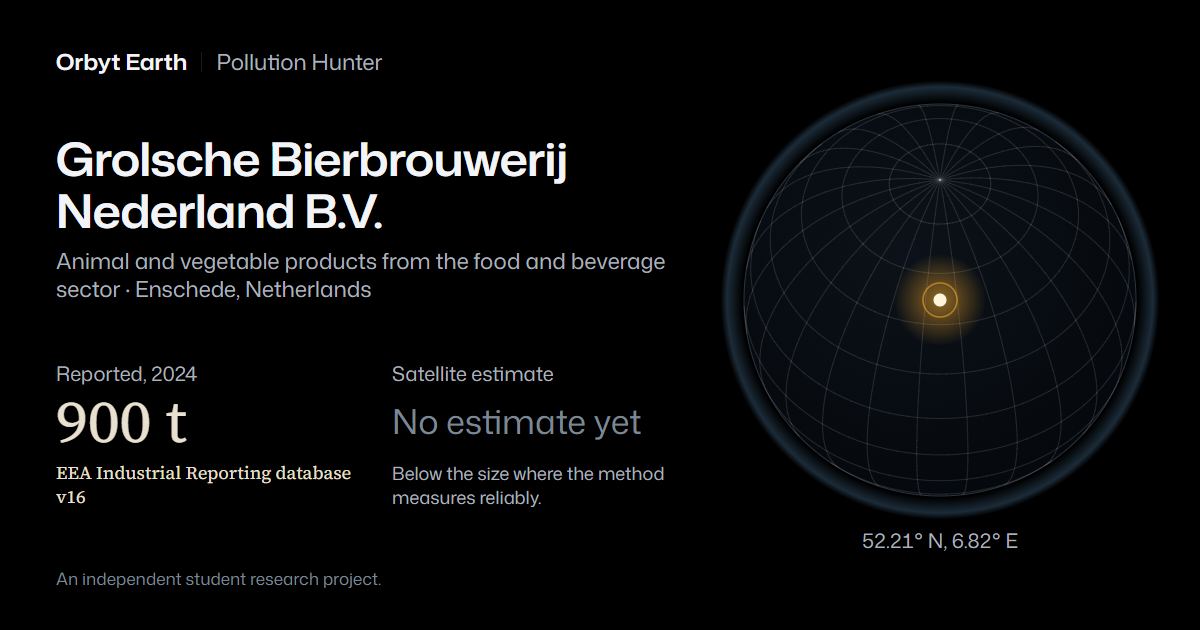 Orbyt Earth | Pollution Hunter
Grolsche Bierbrouwerij
Nederland B.V.
Animal and vegetable products from the food and beverage
sector · Enschede, Netherlands
Reported, 2024
900 t
EEA Industrial Reporting database
v16
Satellite estimate
No estimate yet
Below the size where the method
measures reliably.
52.21° N, 6.82° E
An independent student research project.